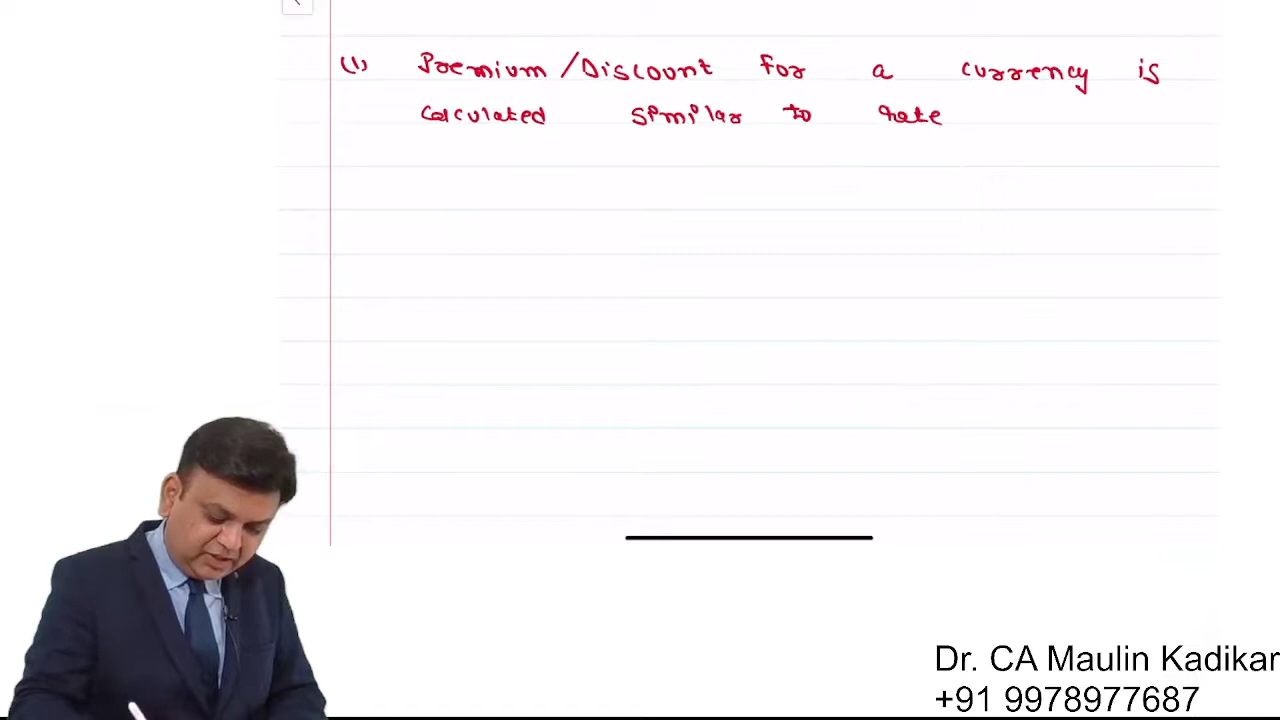 (1) Premium/Discount for a currency is
calculated similar to rate
Dr. CA Maulin Kadikar
+91 9978977687